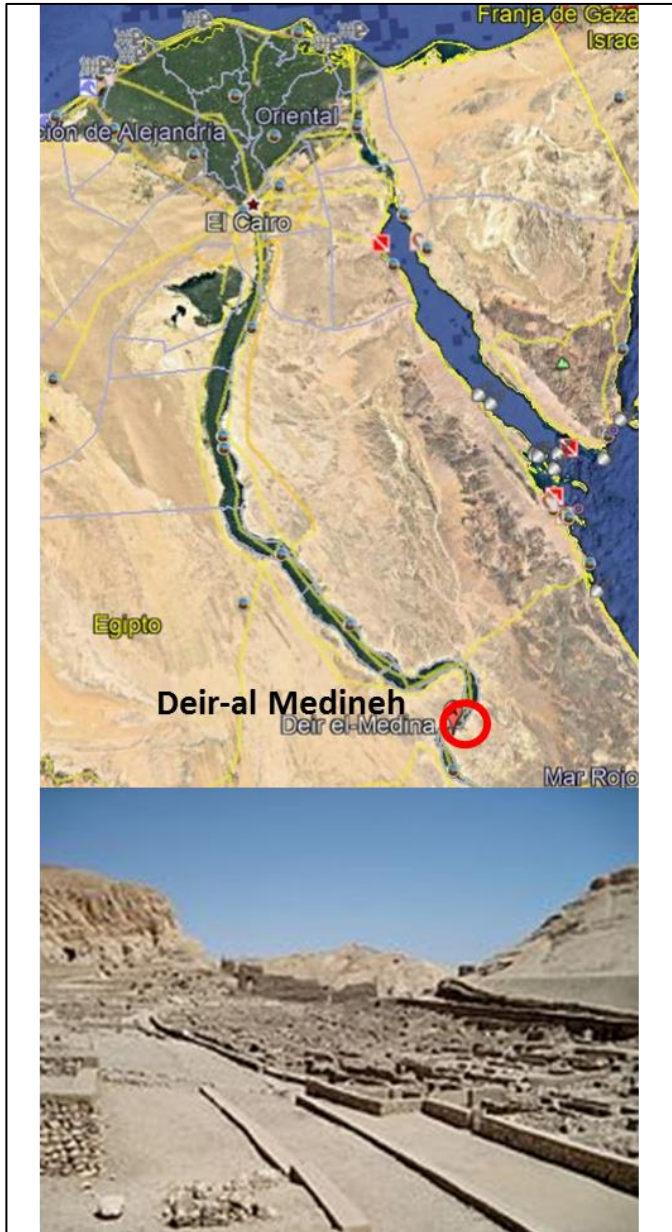 Franja de Gaza
Israe
ción de Alejandría
Oriental
El Cairo
Egipto
Deir-al Medineh
Deir el-Medina
Mar Rojo